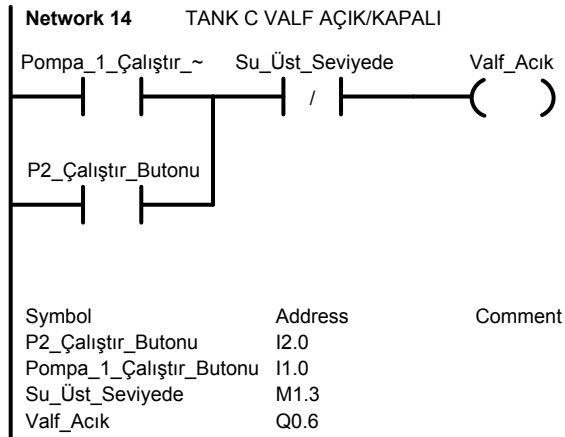 Network 14 TANK C VALF AÇIK/KAPALI
Pompa_1_Çalıştır_~ Su_Üst_Seviyede Valf_Acık
/
P2_Çalıştır_Butonu
Symbol Address Comment
P2_Çalıştır_Butonu I2.0
Pompa_1_Çalıştır_Butonu I1.0
Su_Üst_Seviyede M1.3
Valf_Acık Q0.6